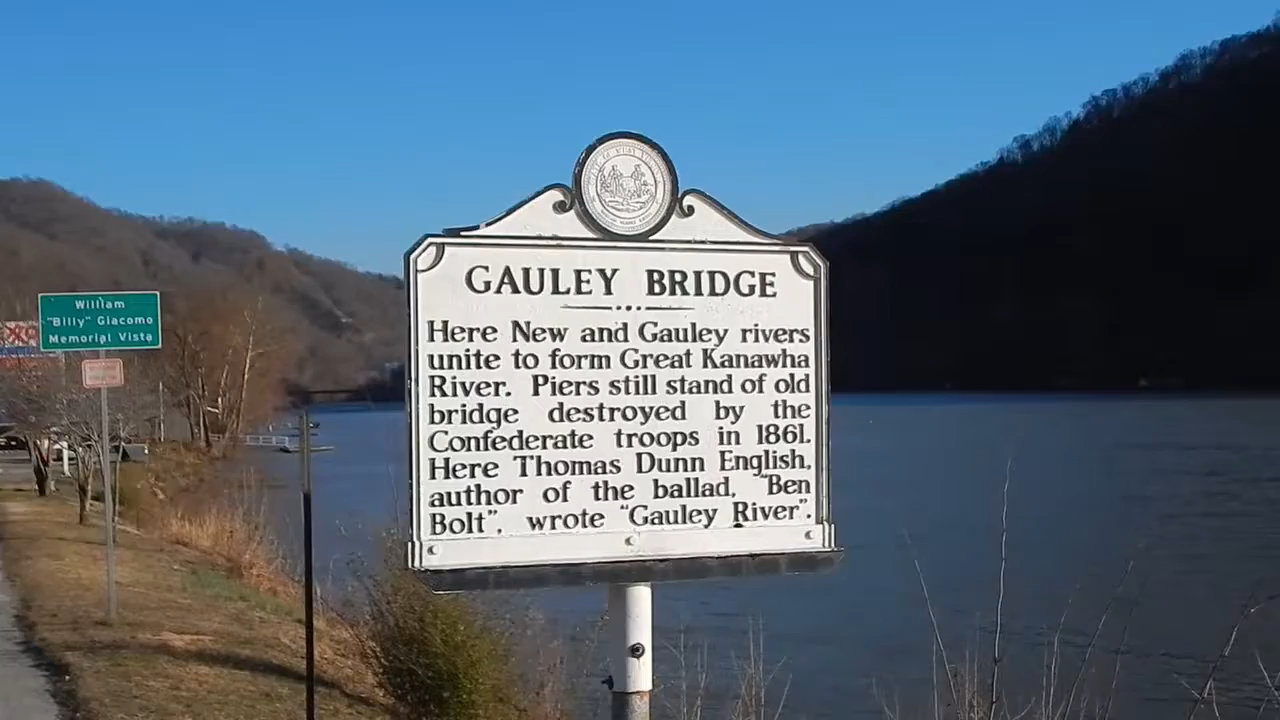 GAULEY BRIDGE
Here New and Gauley rivers
unite to form Great Kanawha
River. Piers still stand of old
bridge destroyed by the
Confederate troops in 1861.
Here Thomas Dunn English,
author of the ballad, "Ben
Bolt", wrote "Gauley River".
William
"Billy" Giacomo
Memorial Vista